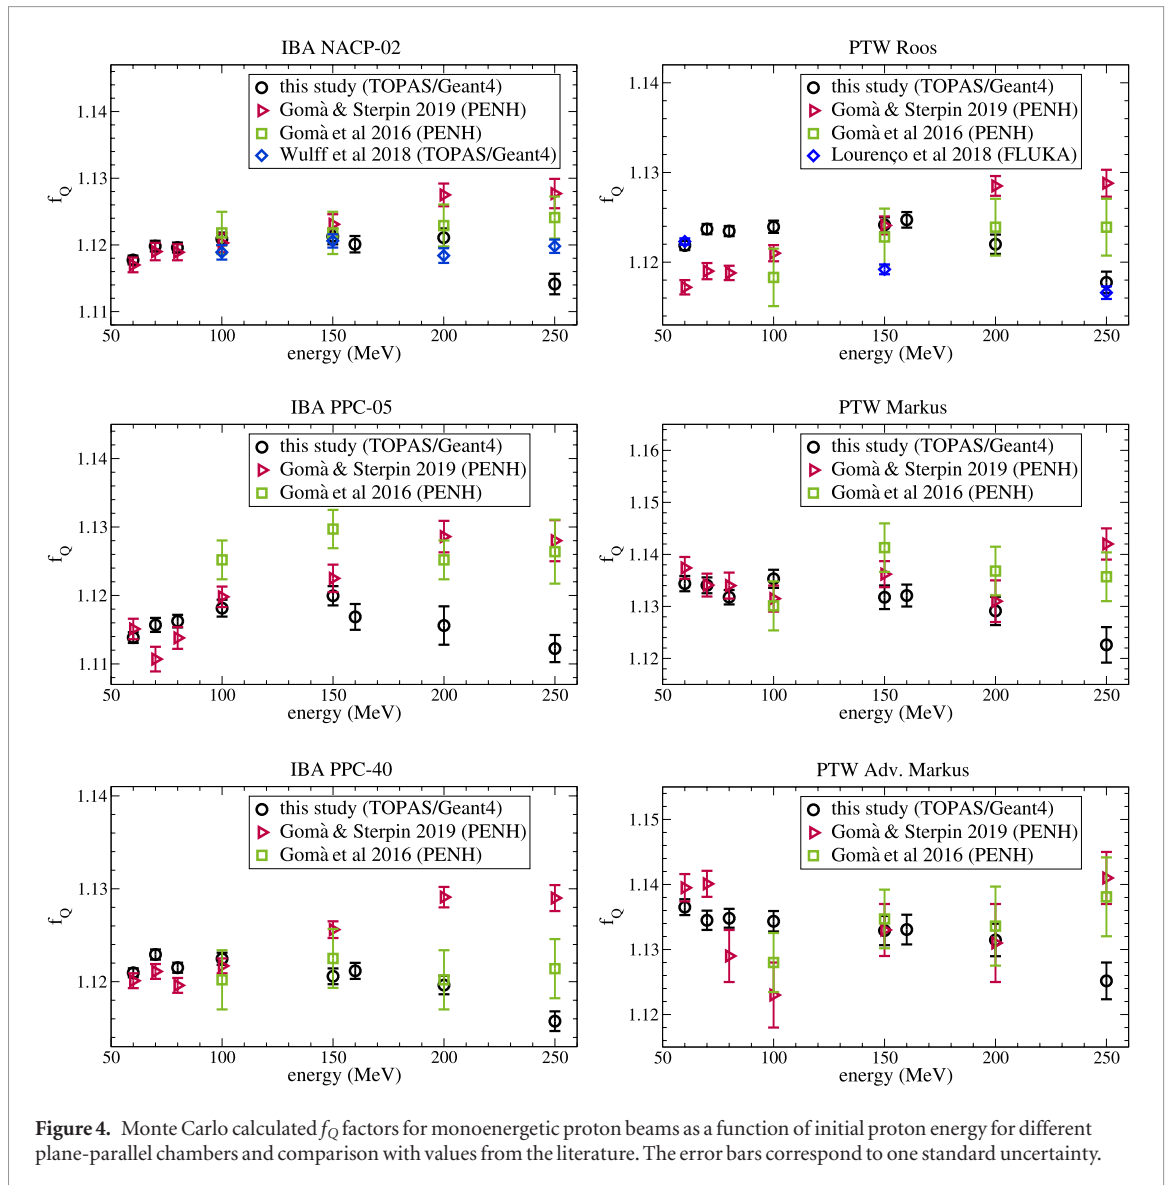 IBA NACP-02
this study (TOPAS/Geant4)
Gomà & Sterpin 2019 (PENH)
Gomà et al 2016 (PENH)
Wulff et al 2018 (TOPAS/Geant4)
1.14
1.13
1.12
1.11
f_Q
50 100 150 200 250
energy (MeV)
PTW Roos
this study (TOPAS/Geant4)
Gomà & Sterpin 2019 (PENH)
Gomà et al 2016 (PENH)
Lourenço et al 2018 (FLUKA)
1.14
1.13
1.12
f_Q
50 100 150 200 250
energy (MeV)
IBA PPC-05
this study (TOPAS/Geant4)
Gomà & Sterpin 2019 (PENH)
Gomà et al 2016 (PENH)
1.14
1.13
1.12
1.11
f_Q
50 100 150 200 250
energy (MeV)
PTW Markus
this study (TOPAS/Geant4)
Gomà & Sterpin 2019 (PENH)
Gomà et al 2016 (PENH)
1.16
1.15
1.14
1.13
1.12
f_Q
50 100 150 200 250
energy (MeV)
IBA PPC-40
this study (TOPAS/Geant4)
Gomà & Sterpin 2019 (PENH)
Gomà et al 2016 (PENH)
1.14
1.13
1.12
f_Q
50 100 150 200 250
energy (MeV)
PTW Adv. Markus
this study (TOPAS/Geant4)
Gomà & Sterpin 2019 (PENH)
Gomà et al 2016 (PENH)
1.15
1.14
1.13
1.12
f_Q
50 100 150 200 250
energy (MeV)
Figure 4. Monte Carlo calculated f_Q factors for monoenergetic proton beams as a function of initial proton energy for different
plane-parallel chambers and comparison with values from the literature. The error bars correspond to one standard uncertainty.